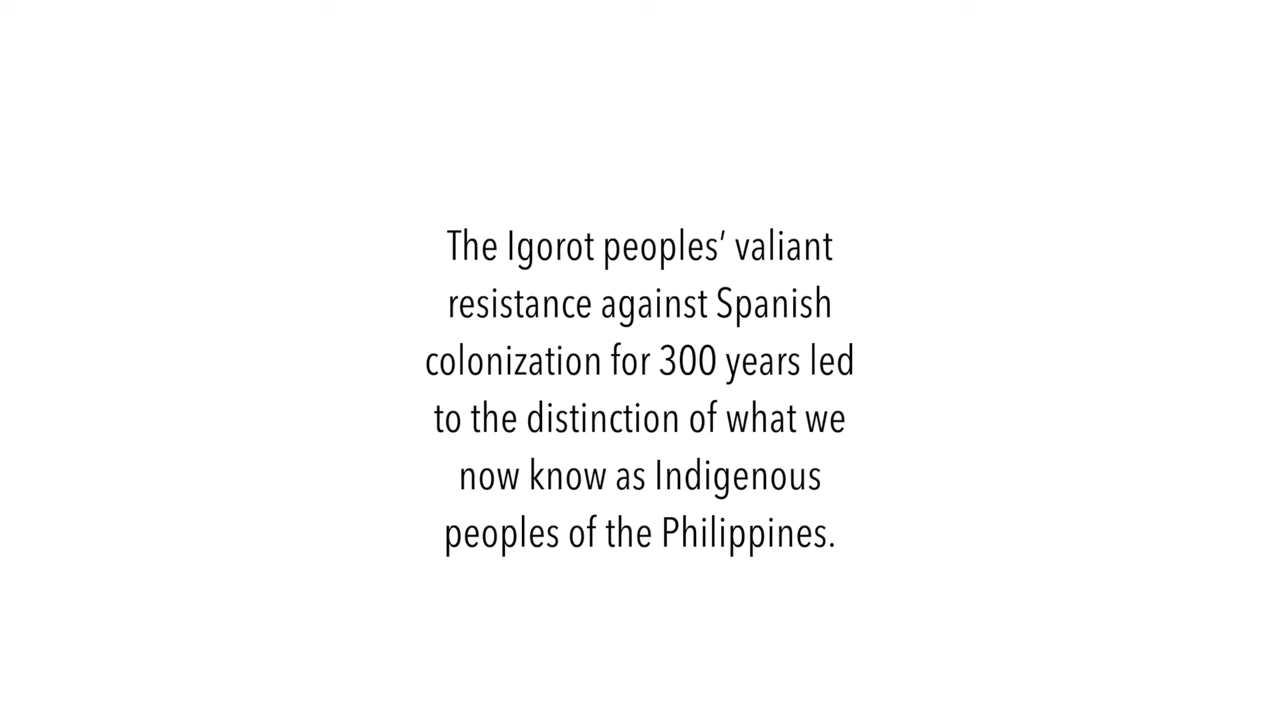 The Igorot peoples’ valiant
resistance against Spanish
colonization for 300 years led
to the distinction of what we
now know as Indigenous
peoples of the Philippines.